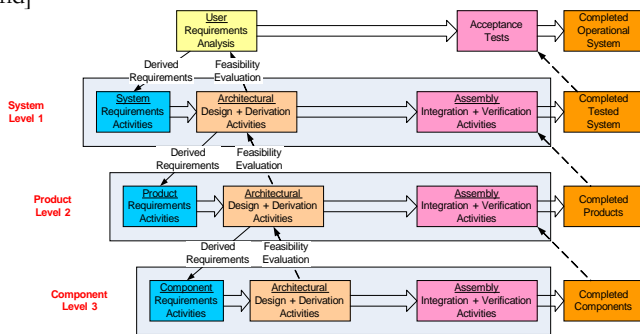 nd]
User
Requirements
Analysis
Acceptance
Tests
Completed
Operational
System
Derived
Requirements
Feasibility
Evaluation
System
Level 1
System
Requirements
Activities
Architectural
Design + Derivation
Activities
Assembly
Integration + Verification
Activities
Completed
Tested
System
Derived
Requirements
Feasibility
Evaluation
Product
Level 2
Product
Requirements
Activities
Architectural
Design + Derivation
Activities
Assembly
Integration + Verification
Activities
Completed
Products
Derived
Requirements
Feasibility
Evaluation
Component
Level 3
Component
Requirements
Activities
Architectural
Design + Derivation
Activities
Assembly
Integration + Verification
Activities
Completed
Components